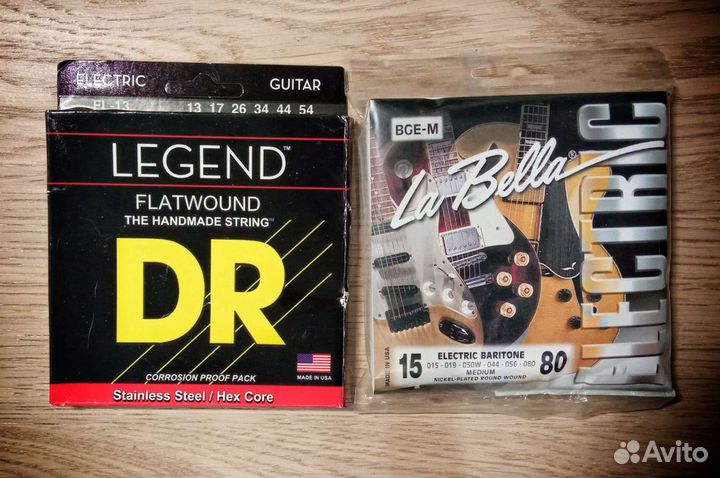 ELECTRIC GUITAR
FL-13 13 17 26 34 44 54
LEGEND™
FLATWOUND
THE HANDMADE STRING™
DR
CORROSION PROOF PACK
MADE IN USA
Stainless Steel / Hex Core
BGE-M
La Bella®
ELECTRIC
MADE IN USA
15 ELECTRIC BARITONE 80
015 - 019 - 030W - 044 - 056 - 080
MEDIUM
NICKEL-PLATED ROUND WOUND
Avito